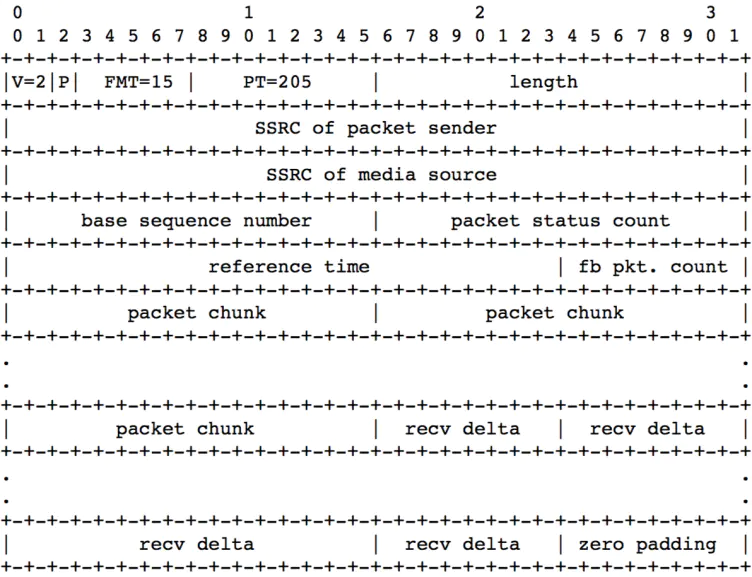 0                   1                   2                   3
 0 1 2 3 4 5 6 7 8 9 0 1 2 3 4 5 6 7 8 9 0 1 2 3 4 5 6 7 8 9 0 1
+-+-+-+-+-+-+-+-+-+-+-+-+-+-+-+-+-+-+-+-+-+-+-+-+-+-+-+-+-+-+-+-+
|V=2|P|  FMT=15 |    PT=205     |           length              |
+-+-+-+-+-+-+-+-+-+-+-+-+-+-+-+-+-+-+-+-+-+-+-+-+-+-+-+-+-+-+-+-+
|                     SSRC of packet sender                     |
+-+-+-+-+-+-+-+-+-+-+-+-+-+-+-+-+-+-+-+-+-+-+-+-+-+-+-+-+-+-+-+-+
|                      SSRC of media source                     |
+-+-+-+-+-+-+-+-+-+-+-+-+-+-+-+-+-+-+-+-+-+-+-+-+-+-+-+-+-+-+-+-+
|      base sequence number     |      packet status count      |
+-+-+-+-+-+-+-+-+-+-+-+-+-+-+-+-+-+-+-+-+-+-+-+-+-+-+-+-+-+-+-+-+
|                 reference time                | fb pkt. count |
+-+-+-+-+-+-+-+-+-+-+-+-+-+-+-+-+-+-+-+-+-+-+-+-+-+-+-+-+-+-+-+-+
|          packet chunk         |         packet chunk          |
+-+-+-+-+-+-+-+-+-+-+-+-+-+-+-+-+-+-+-+-+-+-+-+-+-+-+-+-+-+-+-+-+
.                                                               .
.                                                               .
+-+-+-+-+-+-+-+-+-+-+-+-+-+-+-+-+-+-+-+-+-+-+-+-+-+-+-+-+-+-+-+-+
|         packet chunk          |  recv delta   |  recv delta   |
+-+-+-+-+-+-+-+-+-+-+-+-+-+-+-+-+-+-+-+-+-+-+-+-+-+-+-+-+-+-+-+-+
.                                                               .
.                                                               .
+-+-+-+-+-+-+-+-+-+-+-+-+-+-+-+-+-+-+-+-+-+-+-+-+-+-+-+-+-+-+-+-+
|           recv delta          |  recv delta   | zero padding  |
+-+-+-+-+-+-+-+-+-+-+-+-+-+-+-+-+-+-+-+-+-+-+-+-+-+-+-+-+-+-+-+-+